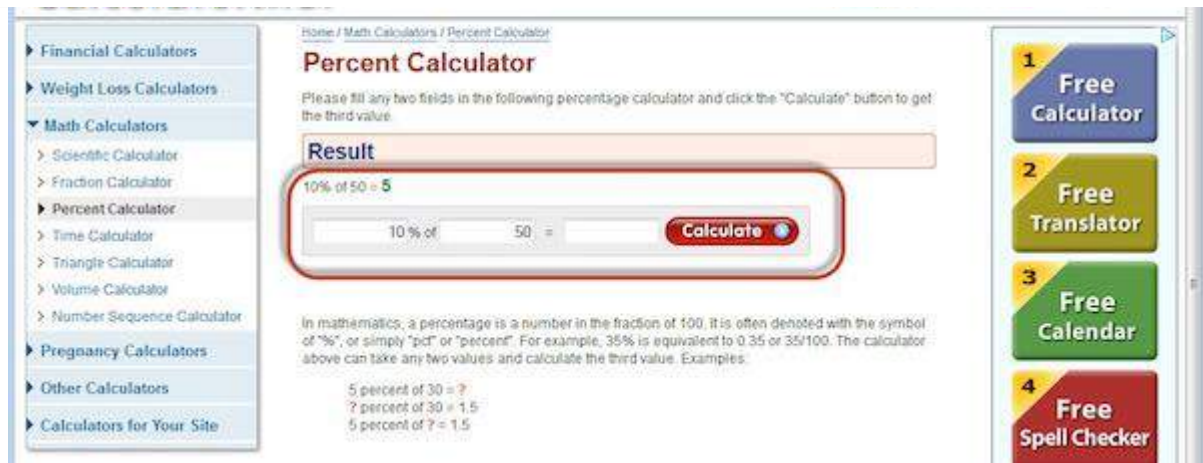 Financial Calculators
Weight Loss Calculators
Math Calculators
Scientific Calculator
Fraction Calculator
Percent Calculator
Time Calculator
Triangle Calculator
Volume Calculator
Number Sequence Calculator
Pregnancy Calculators
Other Calculators
Calculators for Your Site
Home / Math Calculators / Percent Calculator
Percent Calculator
Please fill any two fields in the following percentage calculator and click the "Calculate" button to get
the third value.
Result
10% of 50 = 5
10 % of 50 = Calculate
In mathematics, a percentage is a number in the fraction of 100. It is often denoted with the symbol
of "%", or simply "pct" or "percent". For example, 35% is equivalent to 0.35 or 35/100. The calculator
above can take any two values and calculate the third value. Examples:
5 percent of 30 = ?
? percent of 30 = 1.5
5 percent of ? = 1.5
1
Free
Calculator
2
Free
Translator
3
Free
Calendar
4
Free
Spell Checker